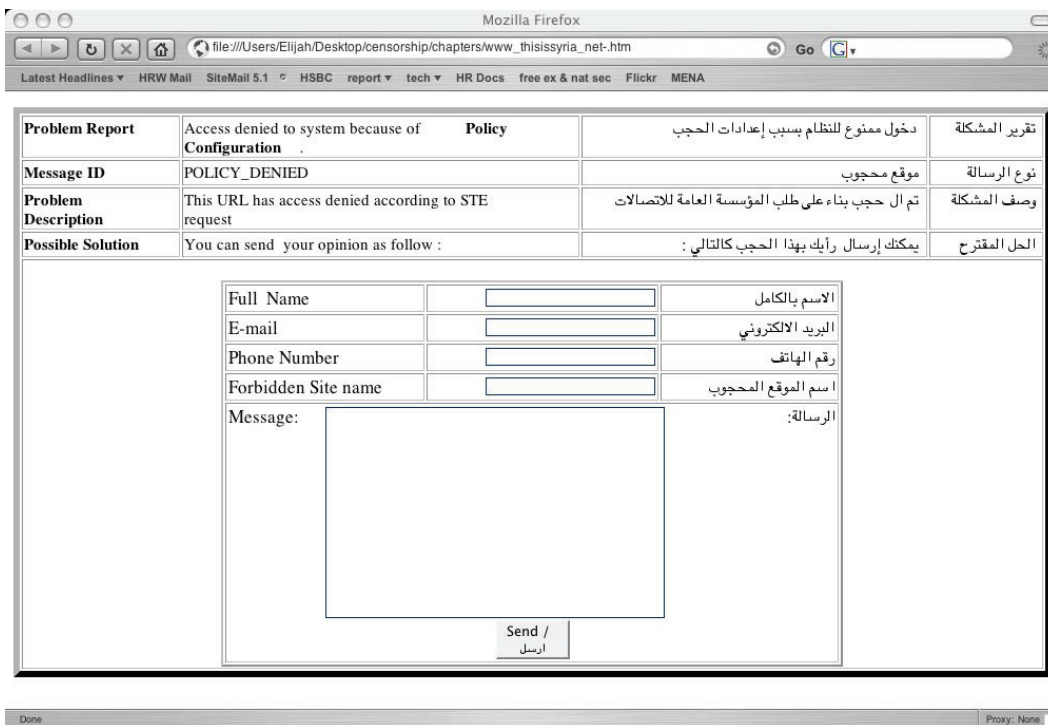 Mozilla Firefox
file:///Users/Elijah/Desktop/censorship/chapters/www_thisissyria_net-.htm
Go
G
Latest Headlines HRW Mail SiteMail 5.1 HSBC report tech HR Docs free ex & nat sec Flickr MENA
Problem Report
Access denied to system because of Policy
Configuration .
دخول ممنوع للنظام بسبب إعدادات الحجب
تقرير المشكلة
Message ID
POLICY_DENIED
موقع محجوب
نوع الرسالة
Problem
Description
This URL has access denied according to STE
request
تم ال حجب بناء على طلب المؤسسة العامة للاتصالات
وصف المشكلة
Possible Solution
You can send your opinion as follow :
يمكنك إرسال رأيك بهذا الحجب كالتالي :
الحل المقترح
Full Name
الاسم بالكامل
E-mail
البريد الالكتروني
Phone Number
رقم الهاتف
Forbidden Site name
اسم الموقع المحجوب
Message:
الرسالة:
Send /
ارسل
Done
Proxy: None